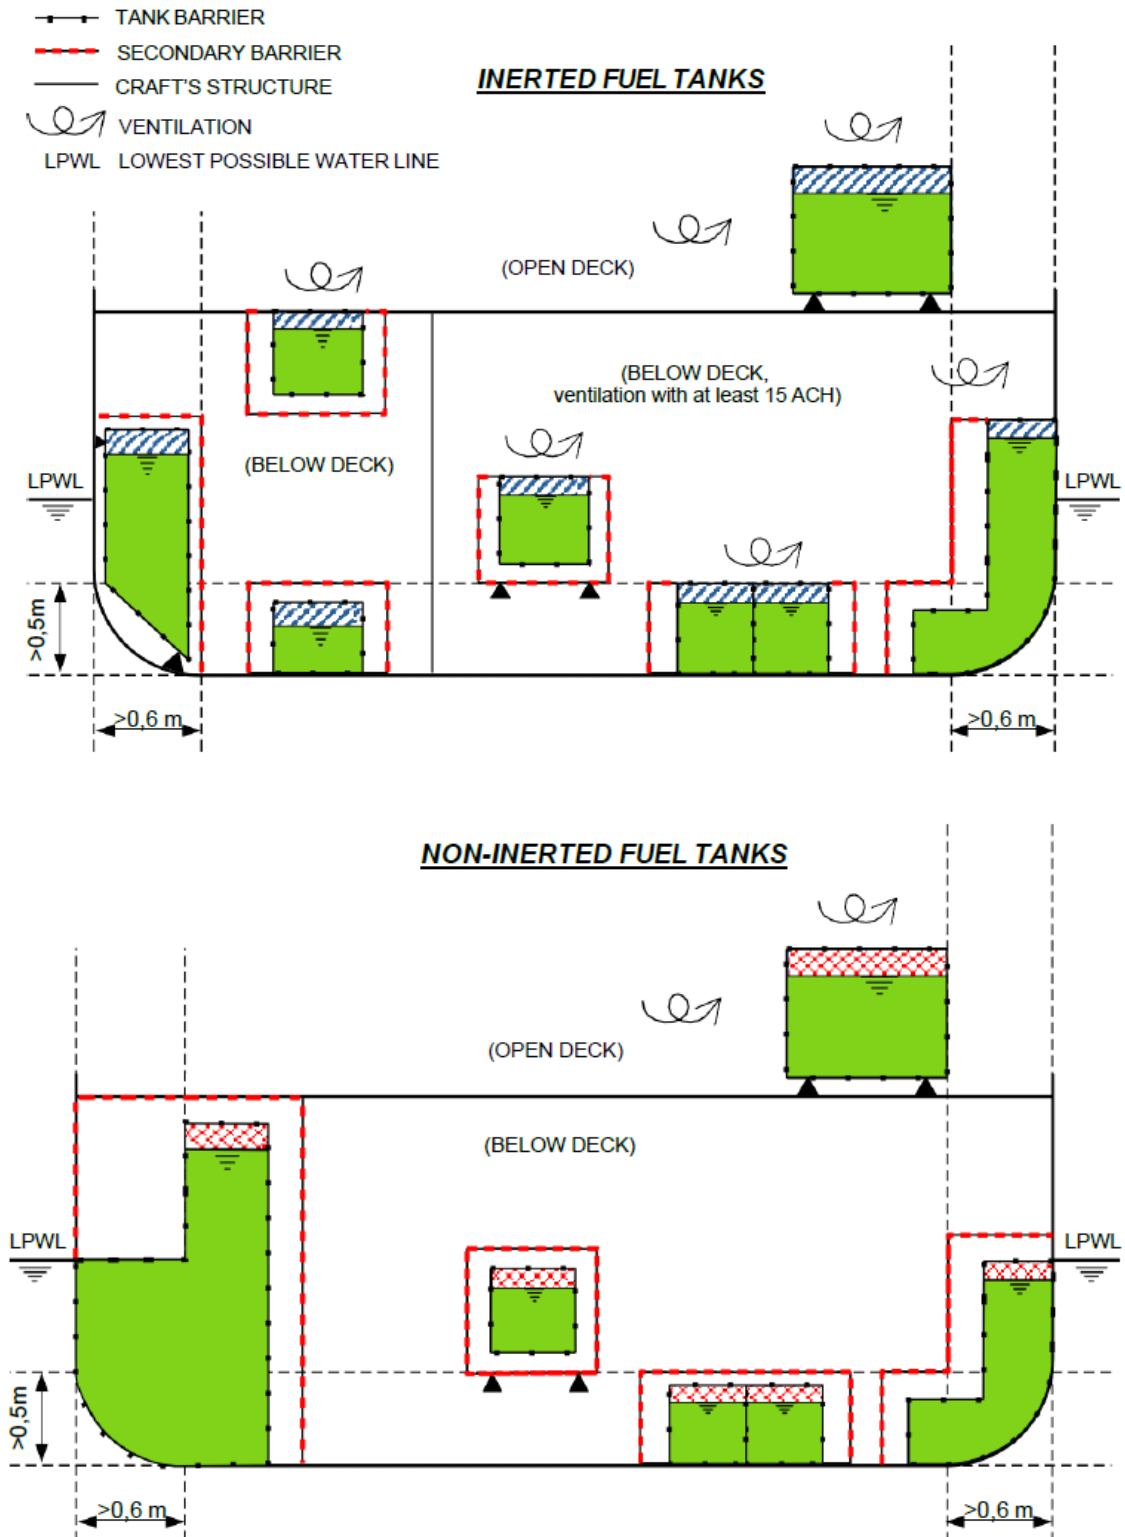 TANK BARRIER
SECONDARY BARRIER
CRAFT'S STRUCTURE
VENTILATION
LPWL LOWEST POSSIBLE WATER LINE
INERTED FUEL TANKS
(OPEN DECK)
(BELOW DECK,
ventilation with at least 15 ACH)
(BELOW DECK)
LPWL
LPWL
>0,5m
>0,6 m
>0,6 m
NON-INERTED FUEL TANKS
(OPEN DECK)
(BELOW DECK)
LPWL
LPWL
>0,5m
>0,6 m
>0,6 m